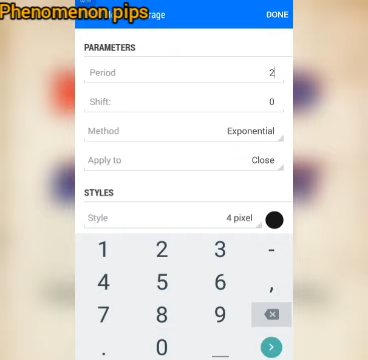 Phenomenon pips
rage DONE
PARAMETERS
Period 2
Shift: 0
Method Exponential
Apply to Close
STYLES
Style 4 pixel
1 2 3 -
4 5 6 ,
7 8 9
. 0